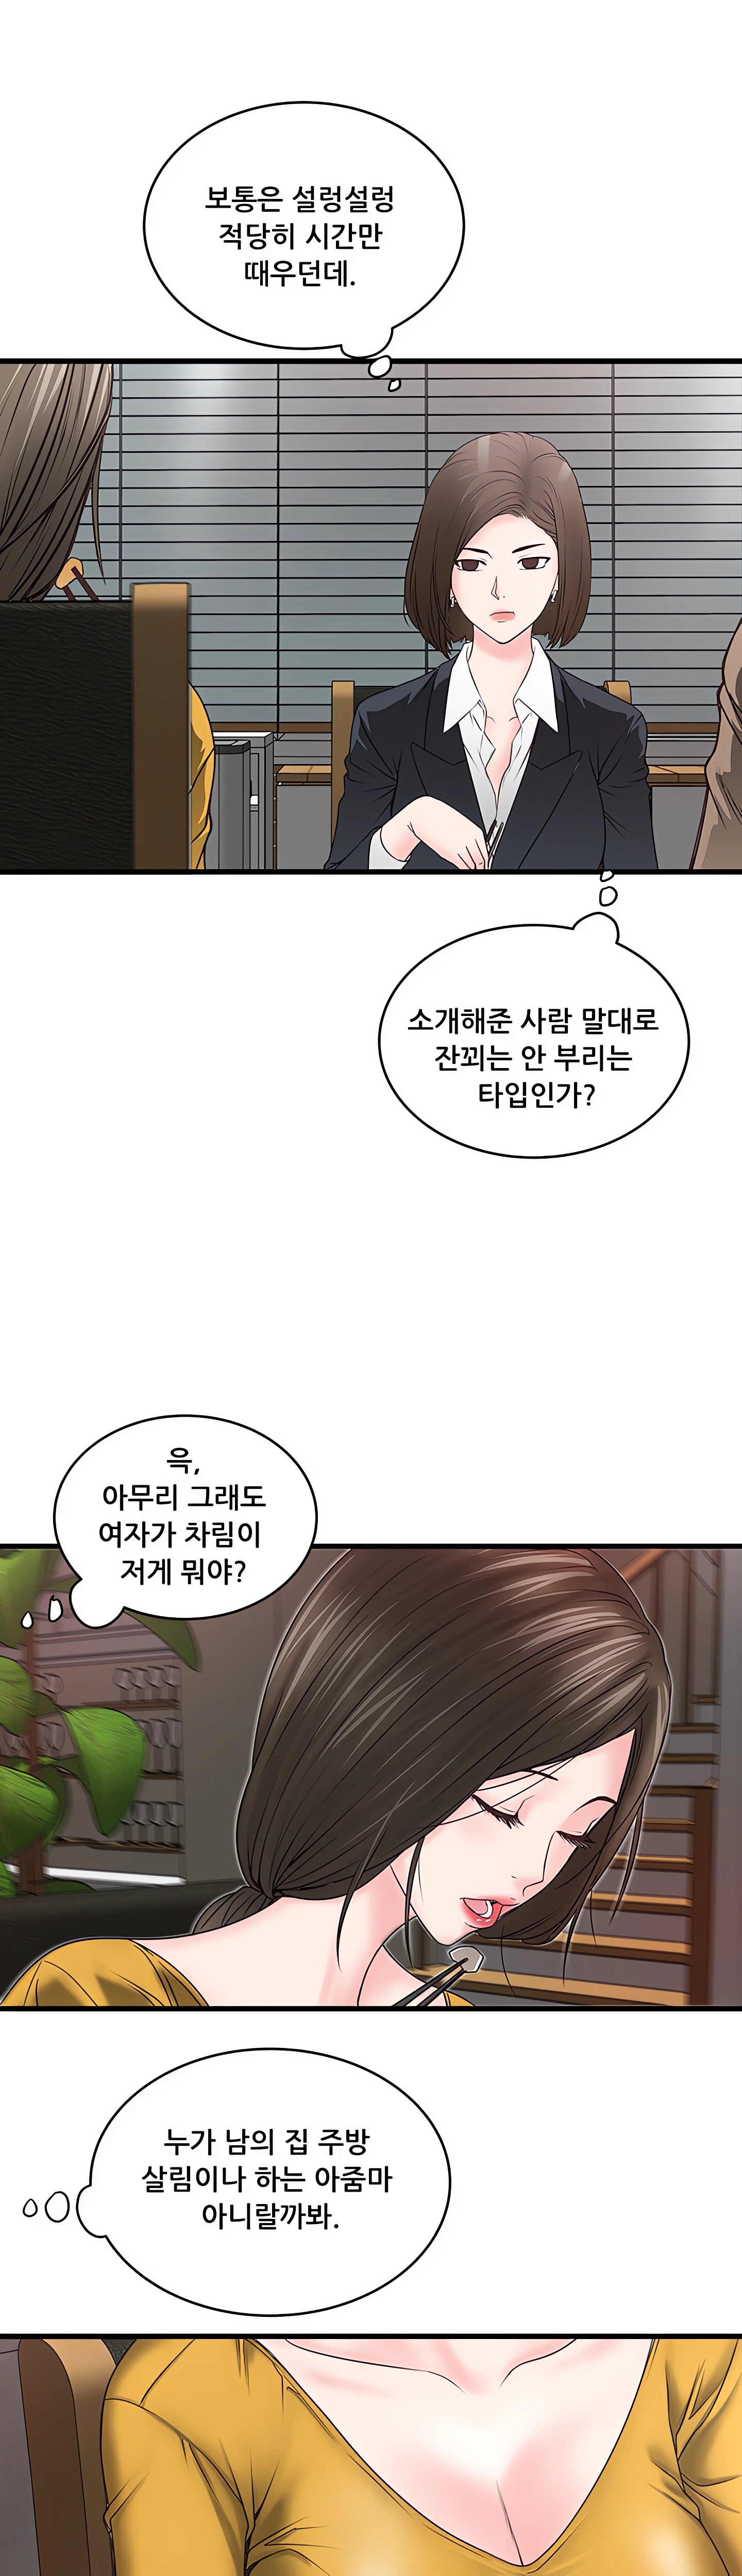 보통은 설렁설렁
적당히 시간만
때우던데.
소개해준 사람 말대로
잔꾀는 안 부리는
타입인가?
윽,
아무리 그래도
여자가 차림이
저게 뭐야?
누가 남의 집 주방
살림이나 하는 아줌마
아니랄까봐.